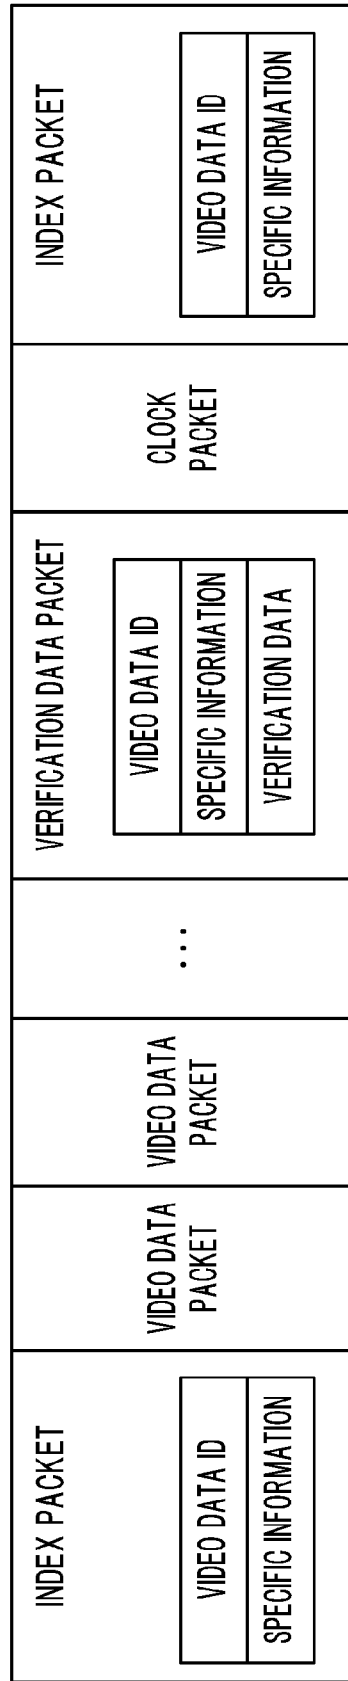 INDEX PACKET
VIDEO DATA ID
SPECIFIC INFORMATION
VIDEO DATA
PACKET
VIDEO DATA
PACKET
...
VERIFICATION DATA PACKET
VIDEO DATA ID
SPECIFIC INFORMATION
VERIFICATION DATA
CLOCK
PACKET
INDEX PACKET
VIDEO DATA ID
SPECIFIC INFORMATION